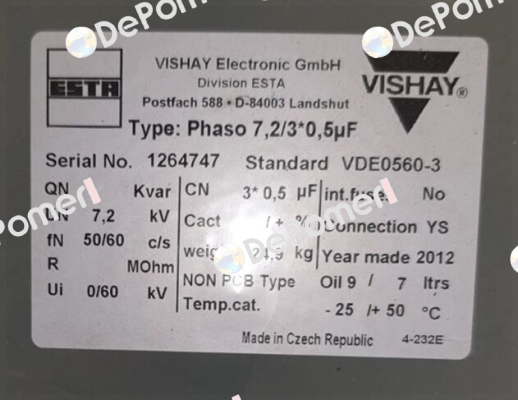 DePomerl
ESTA
VISHAY Electronic GmbH
Division ESTA
Postfach 588 • D-84003 Landshut
VISHAY®
Type: Phaso 7,2/3*0,5µF
Serial No. 1264747 Standard VDE0560-3
QN Kvar CN 3* 0,5 µF int.fuses No
UN 7,2 kV Cact /+ % Connection YS
fN 50/60 c/s kg Year made 2012
R MOhm NON PCB Type Oil 9 / 7 ltrs
Ui 0/60 kV Temp.cat. - 25 /+ 50 °C
Made in Czech Republic 4-232E